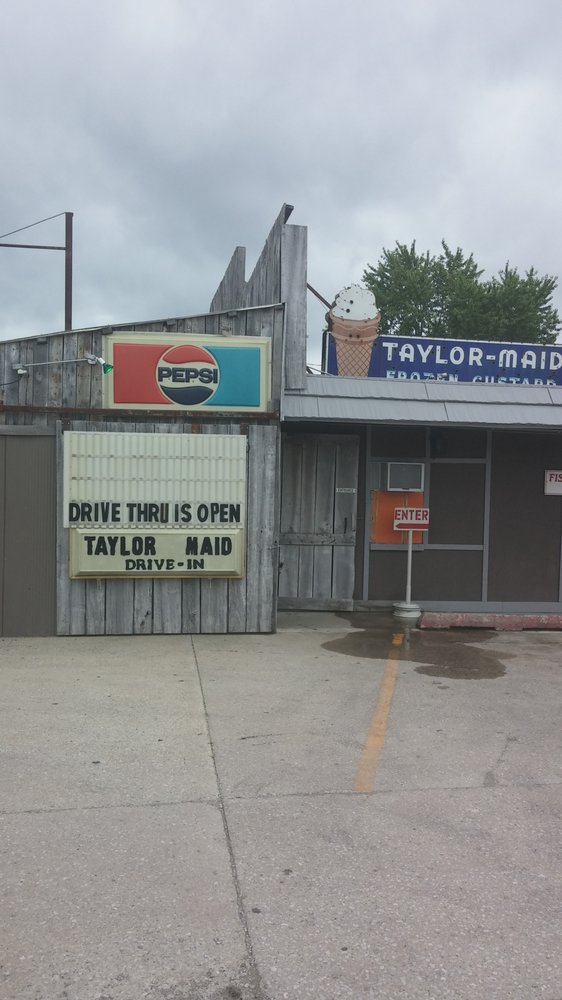 PEPSI
DRIVE THRU IS OPEN
TAYLOR MAID
DRIVE-IN
TAYLOR-MAID
FROZEN CUSTARD
ENTER